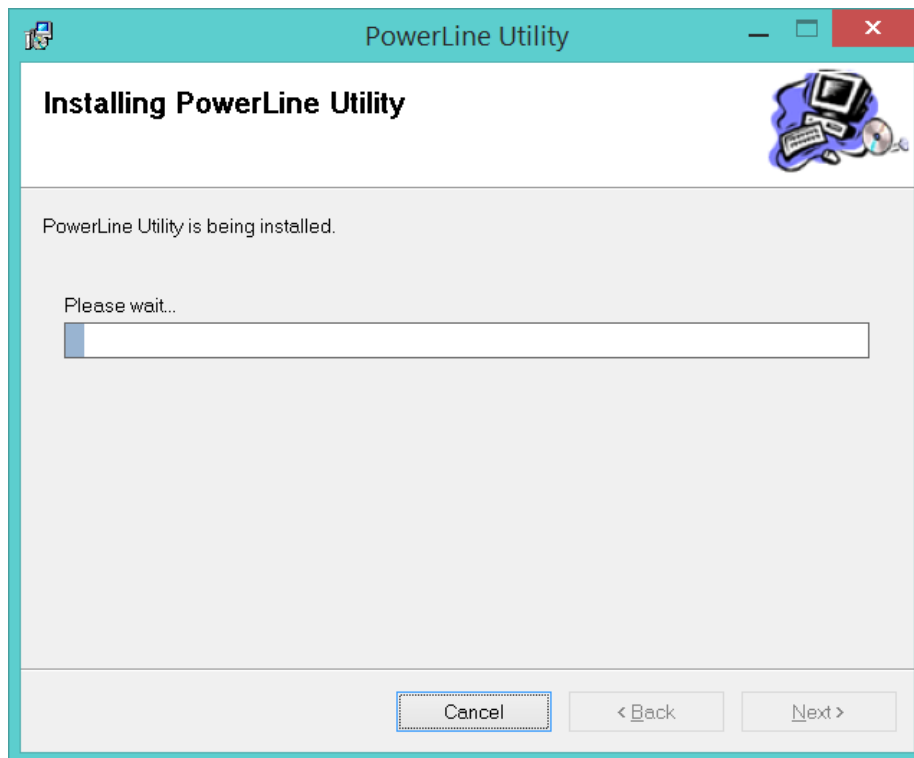 PowerLine Utility
Installing PowerLine Utility
PowerLine Utility is being installed.
Please wait...
Cancel
< Back
Next >